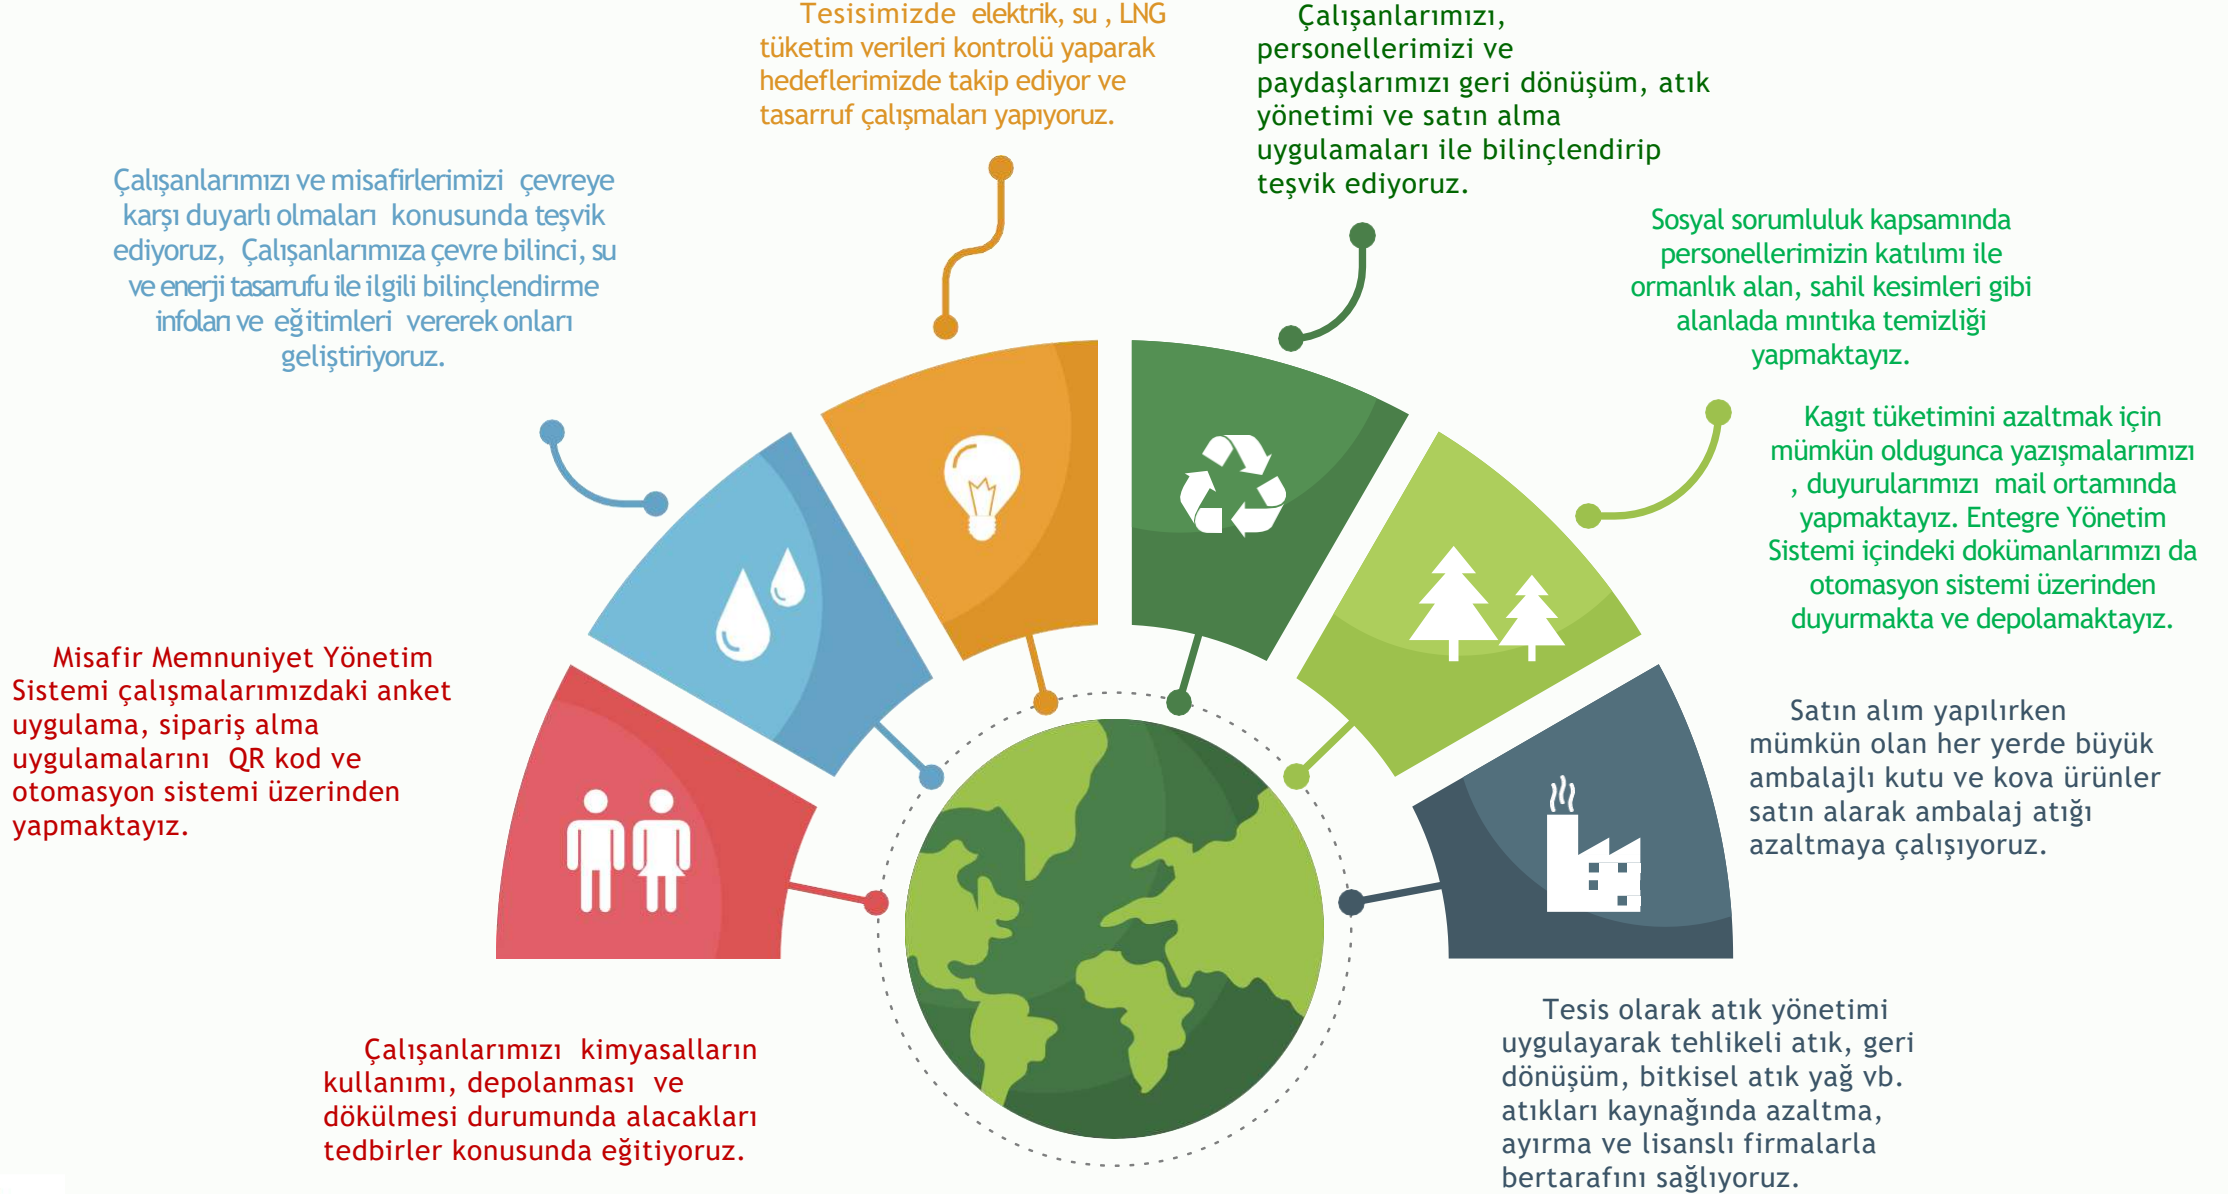 Tesisimizde elektrik, su , LNG
tüketim verileri kontrolü yaparak
hedeflerimizde takip ediyor ve
tasarruf çalışmaları yapıyoruz.
Çalışanlarımızı,
personellerimizi ve
paydaşlarımızı geri dönüşüm, atık
yönetimi ve satın alma
uygulamaları ile bilinçlendirip
teşvik ediyoruz.
Çalışanlarımızı ve misafirlerimizi çevreye
karşı duyarlı olmaları konusunda teşvik
ediyoruz, Çalışanlarımıza çevre bilinci, su
ve enerji tasarrufu ile ilgili bilinçlendirme
infoları ve eğitimleri vererek onları
geliştiriyoruz.
Sosyal sorumluluk kapsamında
personellerimizin katılımı ile
ormanlık alan, sahil kesimleri gibi
alanlada mıntıka temizliği
yapmaktayız.
Kagıt tüketimini azaltmak için
mümkün oldugunca yazışmalarımızı
, duyurularımızı mail ortamında
yapmaktayız. Entegre Yönetim
Sistemi içindeki dokümanlarımızı da
otomasyon sistemi üzerinden
duyurmakta ve depolamaktayız.
Misafir Memnuniyet Yönetim
Sistemi çalışmalarımızdaki anket
uygulama, sipariş alma
uygulamalarını QR kod ve
otomasyon sistemi üzerinden
yapmaktayız.
Satın alım yapılırken
mümkün olan her yerde büyük
ambalajlı kutu ve kova ürünler
satın alarak ambalaj atığı
azaltmaya çalışıyoruz.
Çalışanlarımızı kimyasalların
kullanımı, depolanması ve
dökülmesi durumunda alacakları
tedbirler konusunda eğitiyoruz.
Tesis olarak atık yönetimi
uygulayarak tehlikeli atık, geri
dönüşüm, bitkisel atık yağ vb.
atıkları kaynağında azaltma,
ayırma ve lisanslı firmalarla
bertarafını sağlıyoruz.